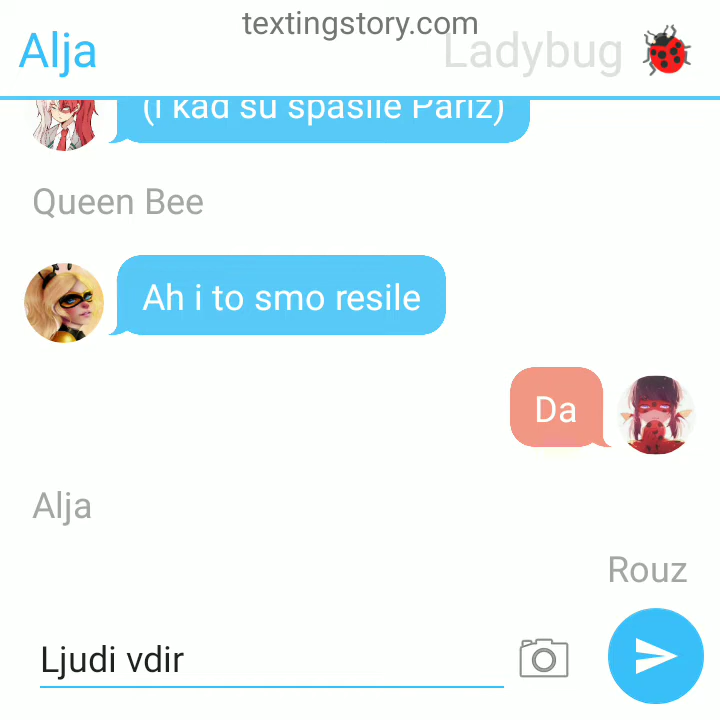 textingstory.com
Alja
Ladybug
(i kad su spasile Pariz)
Queen Bee
Ah i to smo resile
Da
Alja
Rouz
Ljudi vdir